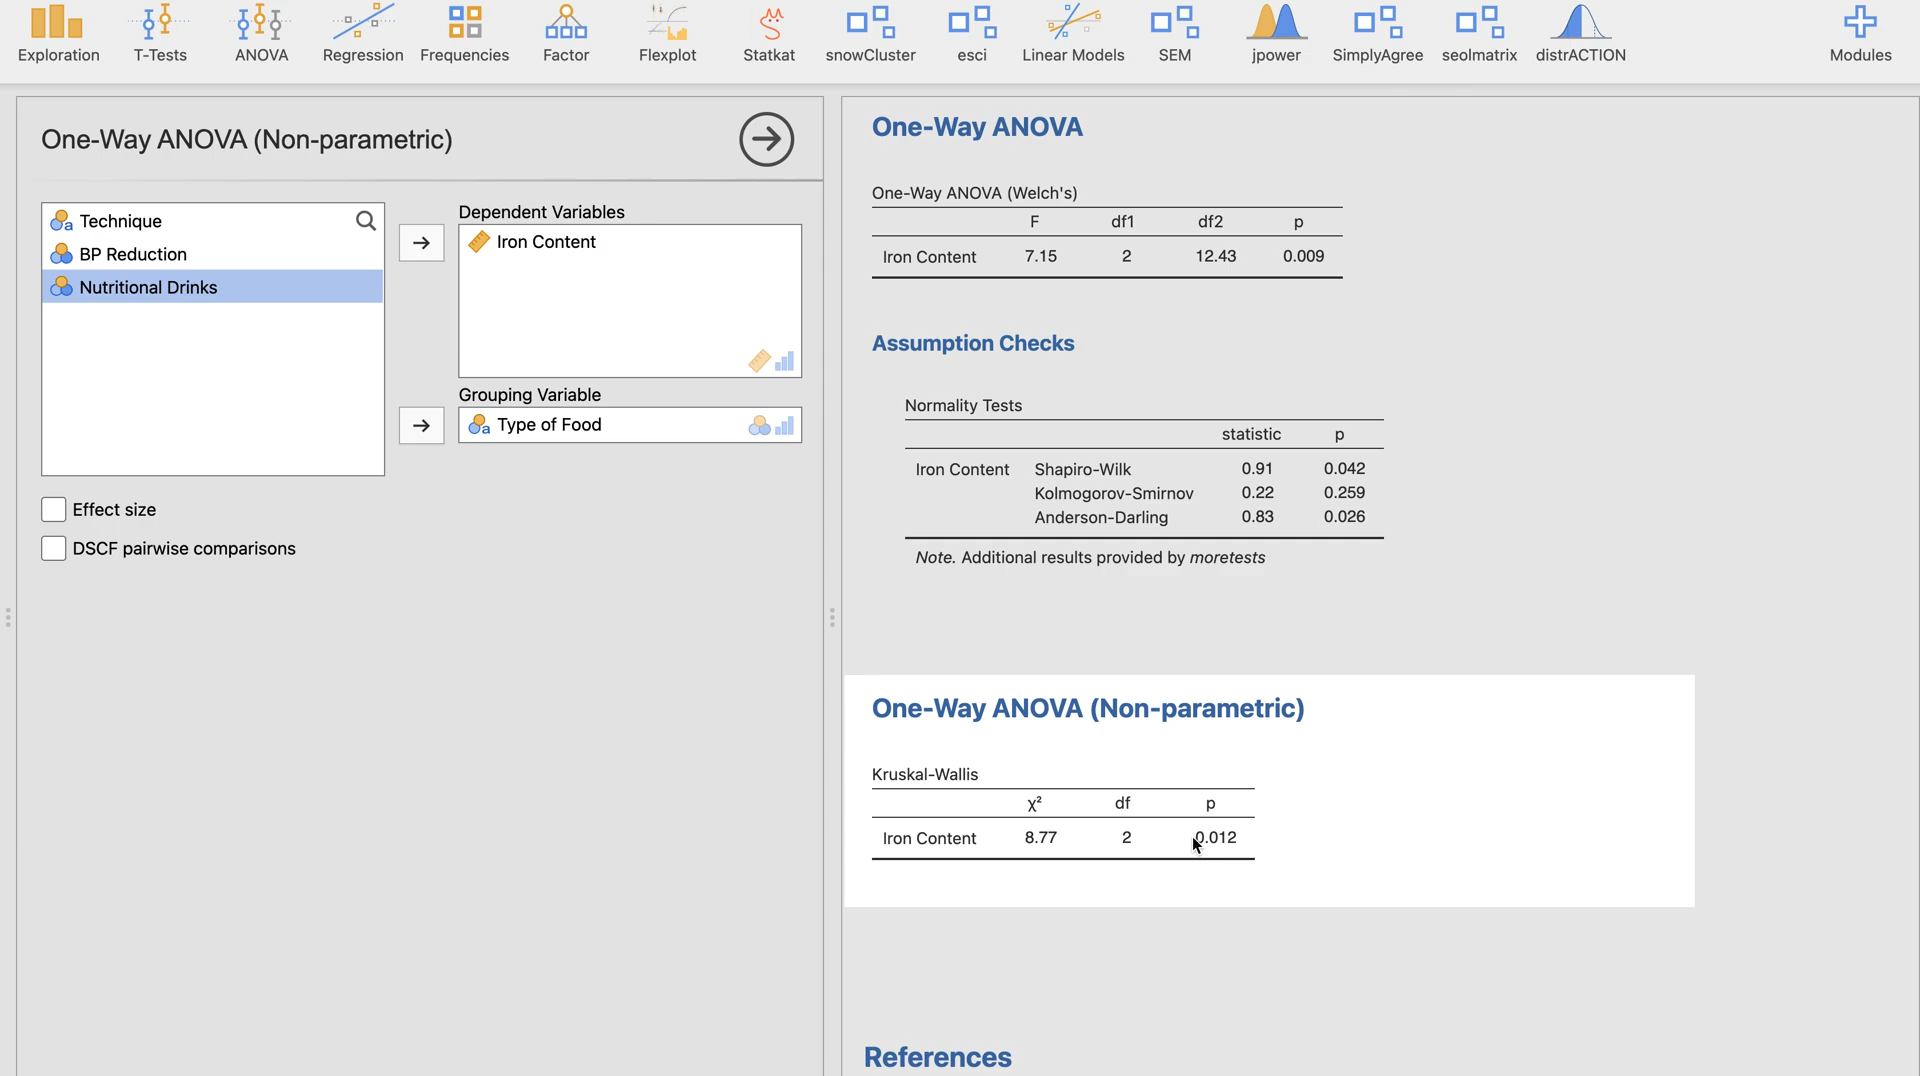 Exploration T-Tests ANOVA Regression Frequencies Factor Flexplot Statkat snowCluster esci Linear Models SEM jpower SimplyAgree seolmatrix distrACTION Modules
One-Way ANOVA (Non-parametric)
Technique
BP Reduction
Nutritional Drinks
Dependent Variables
Iron Content
Grouping Variable
Type of Food
Effect size
DSCF pairwise comparisons
One-Way ANOVA
One-Way ANOVA (Welch's)
F df1 df2 p
Iron Content 7.15 2 12.43 0.009
Assumption Checks
Normality Tests
statistic p
Iron Content Shapiro-Wilk 0.91 0.042
Kolmogorov-Smirnov 0.22 0.259
Anderson-Darling 0.83 0.026
Note. Additional results provided by moretests
One-Way ANOVA (Non-parametric)
Kruskal-Wallis
χ² df p
Iron Content 8.77 2 0.012
References